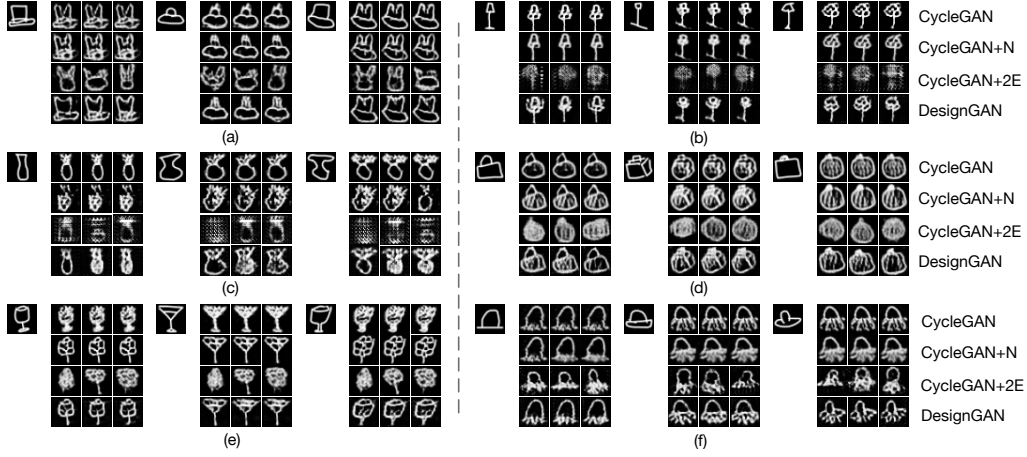 CycleGAN
CycleGAN+N
CycleGAN+2E
DesignGAN
(a)
(b)
CycleGAN
CycleGAN+N
CycleGAN+2E
DesignGAN
(c)
(d)
CycleGAN
CycleGAN+N
CycleGAN+2E
DesignGAN
(e)
(f)